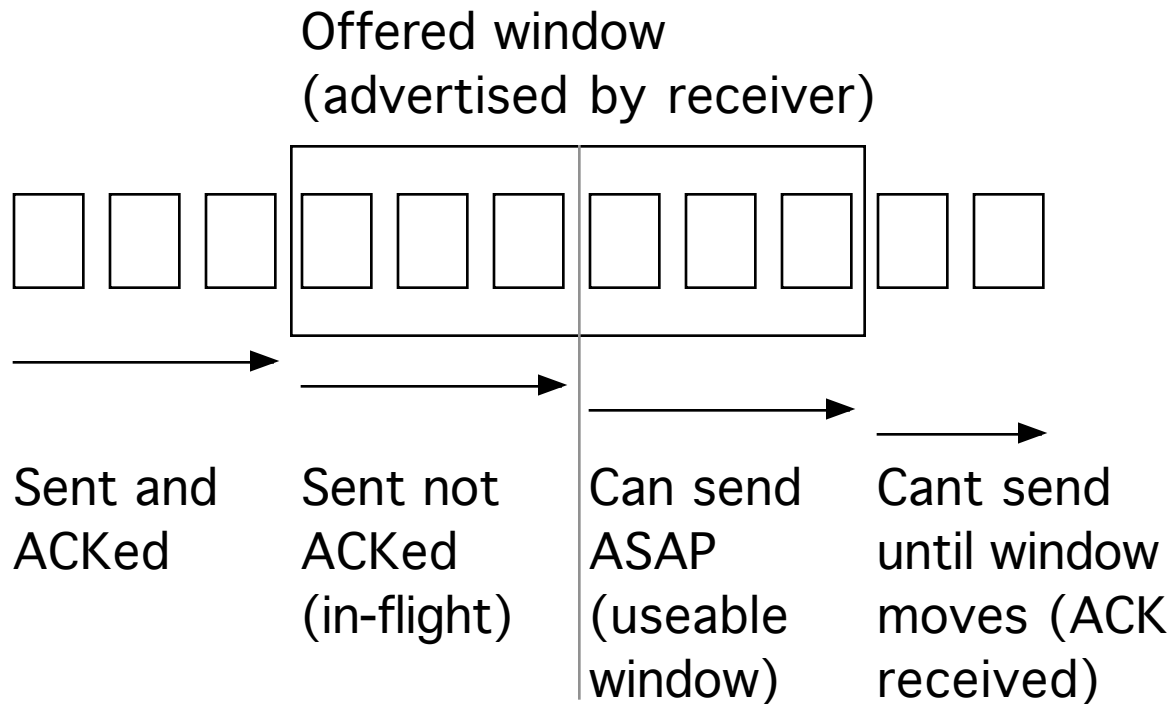 Offered window
(advertised by receiver)
Sent and
ACKed
Sent not
ACKed
(in-flight)
Can send
ASAP
(useable
window)
Cant send
until window
moves (ACK
received)